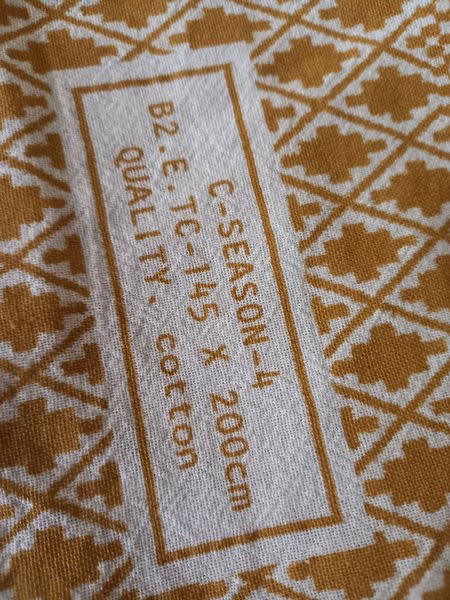 C-SEASON-4
B2.E.TC-145 X 200cm
QUALITY. cotton